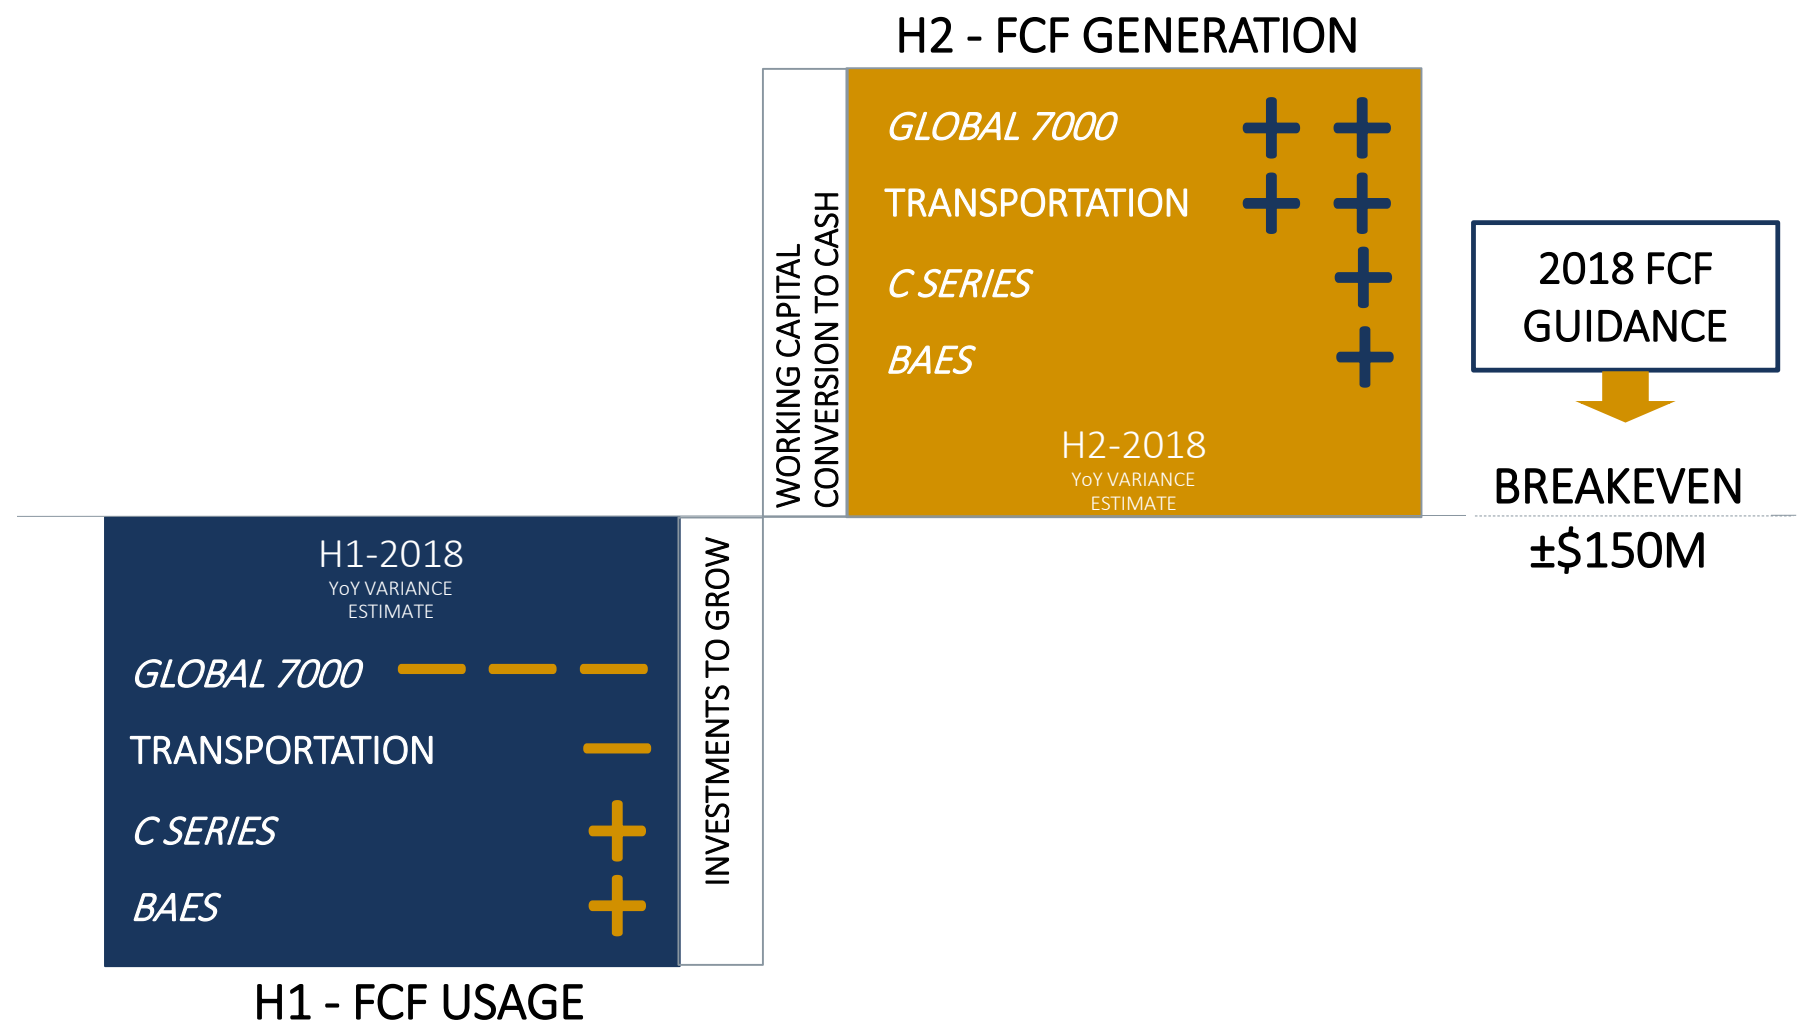 H2 - FCF GENERATION
WORKING CAPITAL
CONVERSION TO CASH
GLOBAL 7000 + +
TRANSPORTATION + +
C SERIES +
BAES +
H2-2018
YoY VARIANCE
ESTIMATE
2018 FCF
GUIDANCE
BREAKEVEN
±$150M
H1-2018
YoY VARIANCE
ESTIMATE
GLOBAL 7000 — — —
TRANSPORTATION —
C SERIES +
BAES +
INVESTMENTS TO GROW
H1 - FCF USAGE